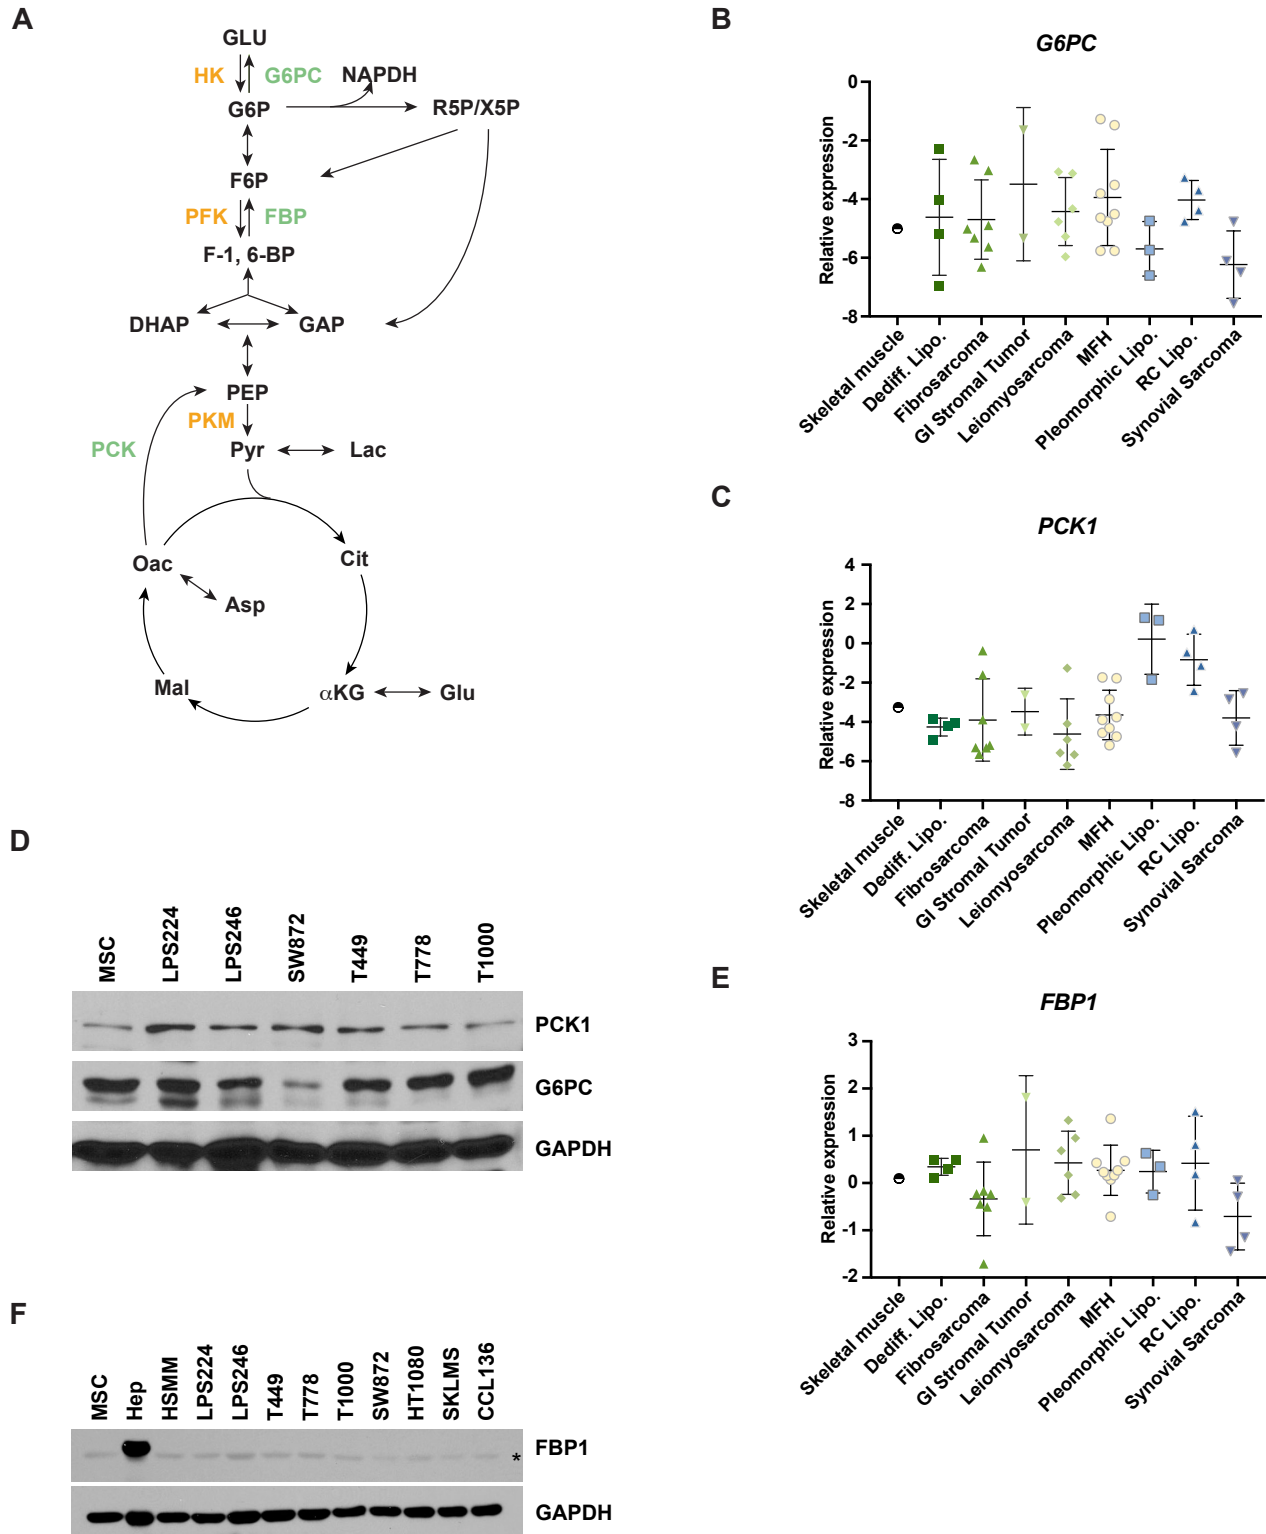 A
GLU
HK
G6PC
NAPDH
G6P
R5P/X5P
F6P
PFK
FBP
F-1, 6-BP
DHAP
GAP
PEP
PKM
PCK
Pyr
Lac
Oac
Cit
Asp
Mal
αKG
Glu
B
G6PC
Relative expression
0
-2
-4
-6
-8
Skeletal muscle
Dediff. Lipo.
Fibrosarcoma
GI Stromal Tumor
Leiomyosarcoma
MFH
Pleomorphic Lipo.
RC Lipo.
Synovial Sarcoma
C
PCK1
Relative expression
4
2
0
-2
-4
-6
-8
Skeletal muscle
Dediff. Lipo.
Fibrosarcoma
GI Stromal Tumor
Leiomyosarcoma
MFH
Pleomorphic Lipo.
RC Lipo.
Synovial Sarcoma
D
MSC
LPS224
LPS246
SW872
T449
T778
T1000
PCK1
G6PC
GAPDH
E
FBP1
Relative expression
3
2
1
0
-1
-2
Skeletal muscle
Dediff. Lipo.
Fibrosarcoma
GI Stromal Tumor
Leiomyosarcoma
MFH
Pleomorphic Lipo.
RC Lipo.
Synovial Sarcoma
F
MSC
Hep
HSMM
LPS224
LPS246
T449
T778
T1000
SW872
HT1080
SKLMS
CCL136
FBP1
*
GAPDH